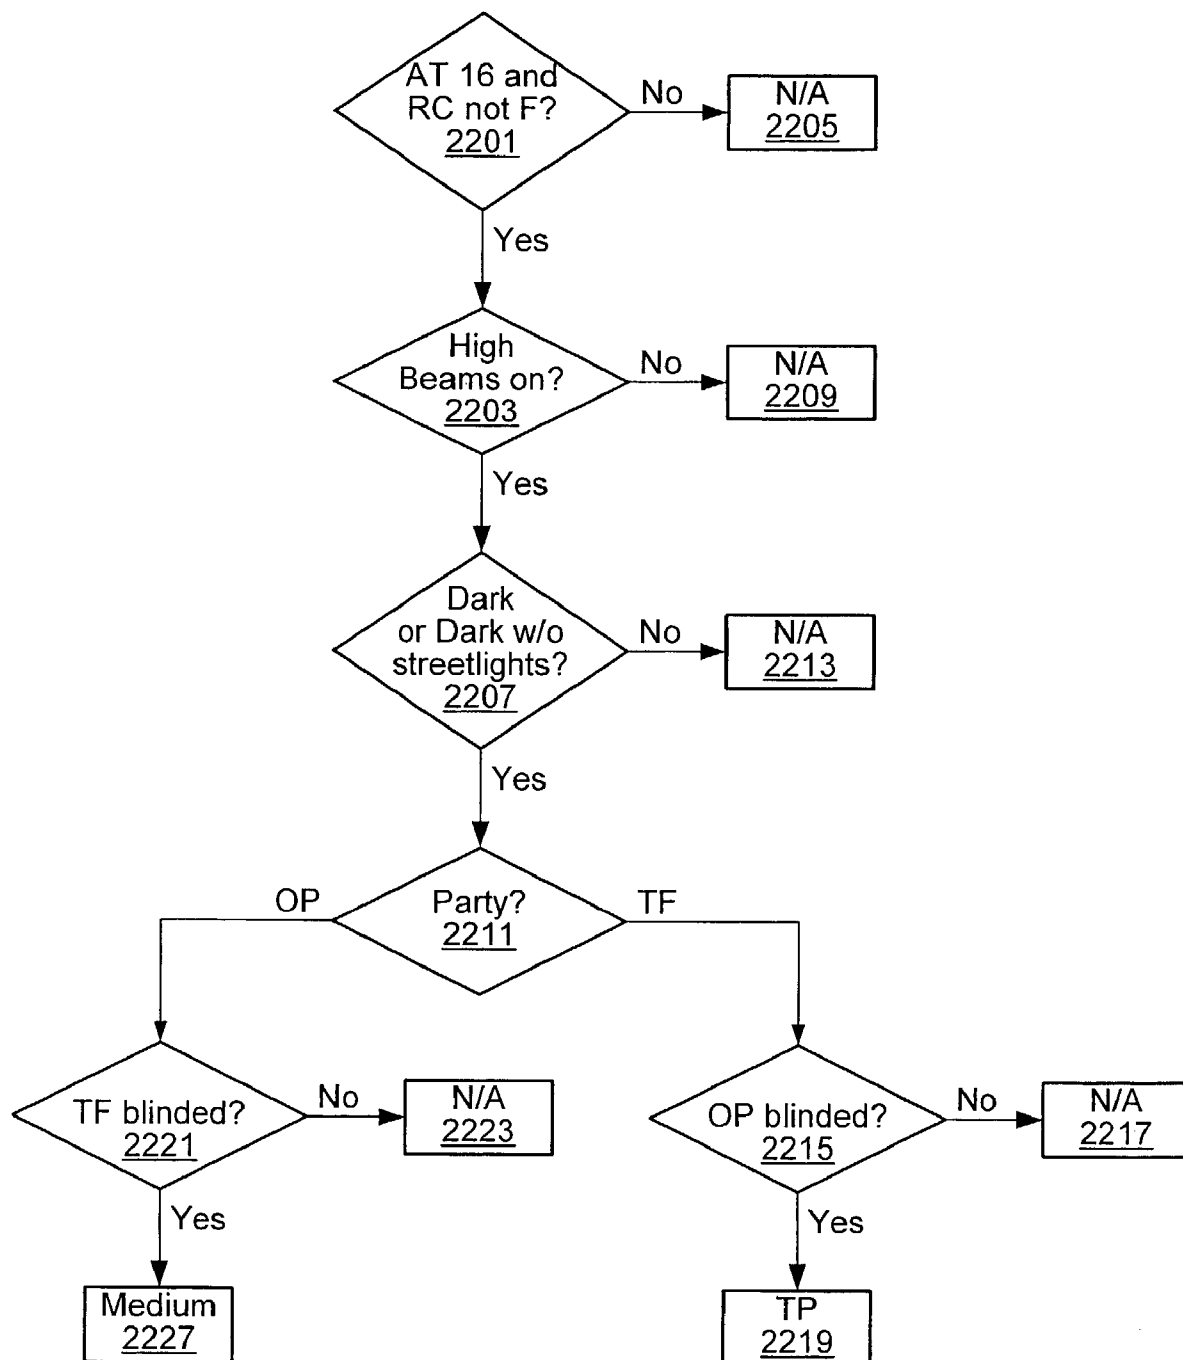 AT 16 and
RC not F?
2201
No
N/A
2205
Yes
High
Beams on?
2203
No
N/A
2209
Yes
Dark
or Dark w/o
streetlights?
2207
No
N/A
2213
Yes
OP
Party?
2211
TF
TF blinded?
2221
No
N/A
2223
OP blinded?
2215
No
N/A
2217
Yes
Yes
Medium
2227
TP
2219